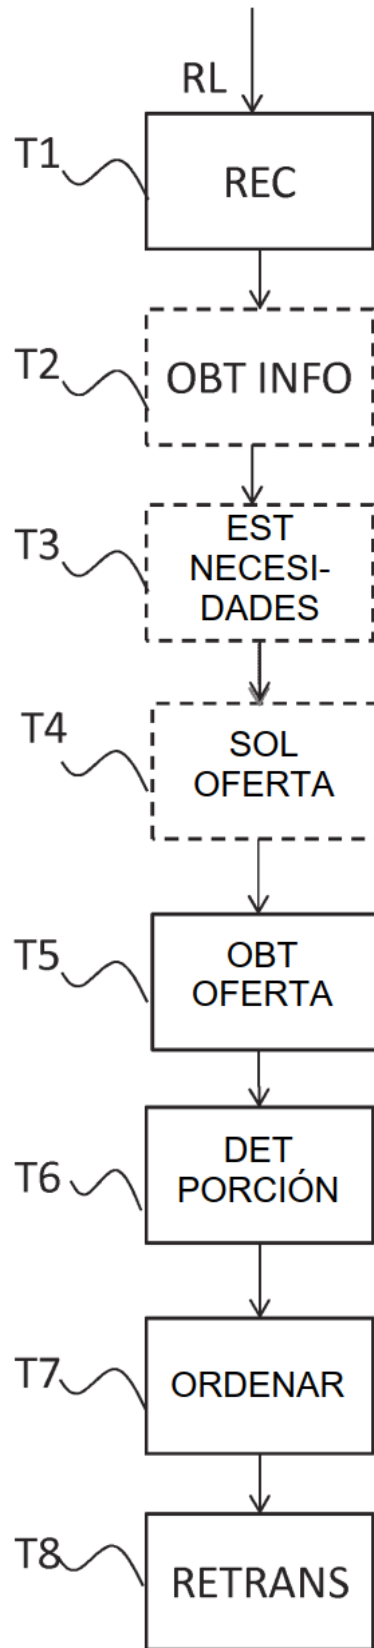 RL
T1
REC
T2
OBT INFO
T3
EST
NECESI-
DADES
T4
SOL
OFERTA
T5
OBT
OFERTA
T6
DET
PORCIÓN
T7
ORDENAR
T8
RETRANS